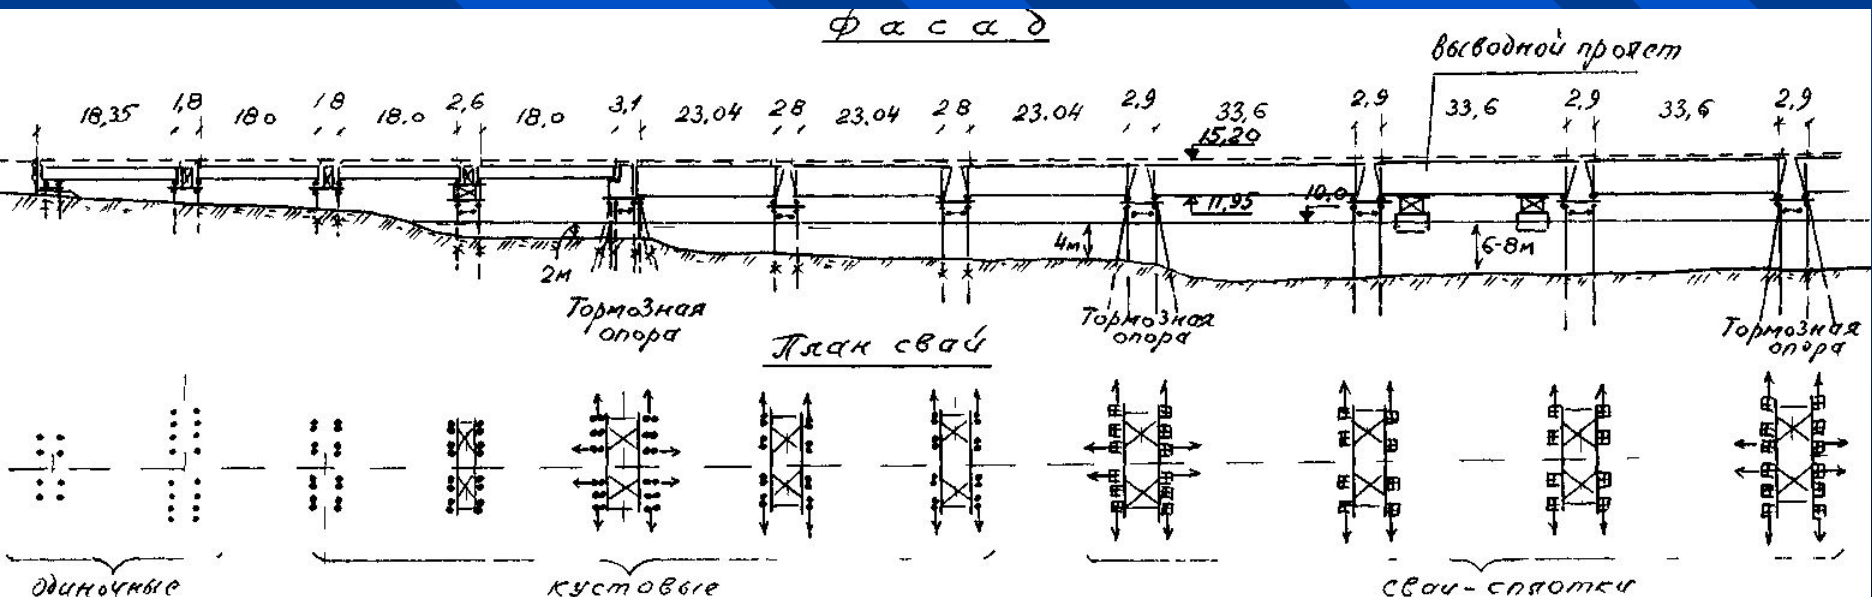 Фасад
выводной пролет
18,35 1,8 18.0 1.8 18.0 2,6 18,0 3,1 23,04 2.8 23.04 2.8 23.04 2,9 33,6 2,9 33,6 2,9 33,6 2,9
15,20
11,95 10,0
2м 4м 6-8м
Тормозная опора
Тормозная опора
Тормозная опора
План свай
одиночные кустовые сваи-сплотки